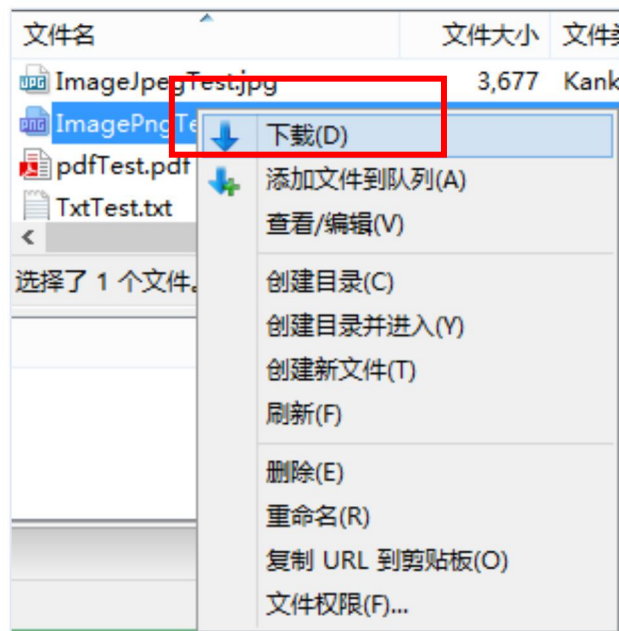 文件名 文件大小 文件
ImageJpegTest.jpg 3,677 Kank
ImagePngTe
下载(D)
pdfTest.pdf
添加文件到队列(A)
TxtTest.txt
查看/编辑(V)
选择了 1 个文件。
创建目录(C)
创建目录并进入(Y)
创建新文件(T)
刷新(F)
删除(E)
重命名(R)
复制 URL 到剪贴板(O)
文件权限(F)...